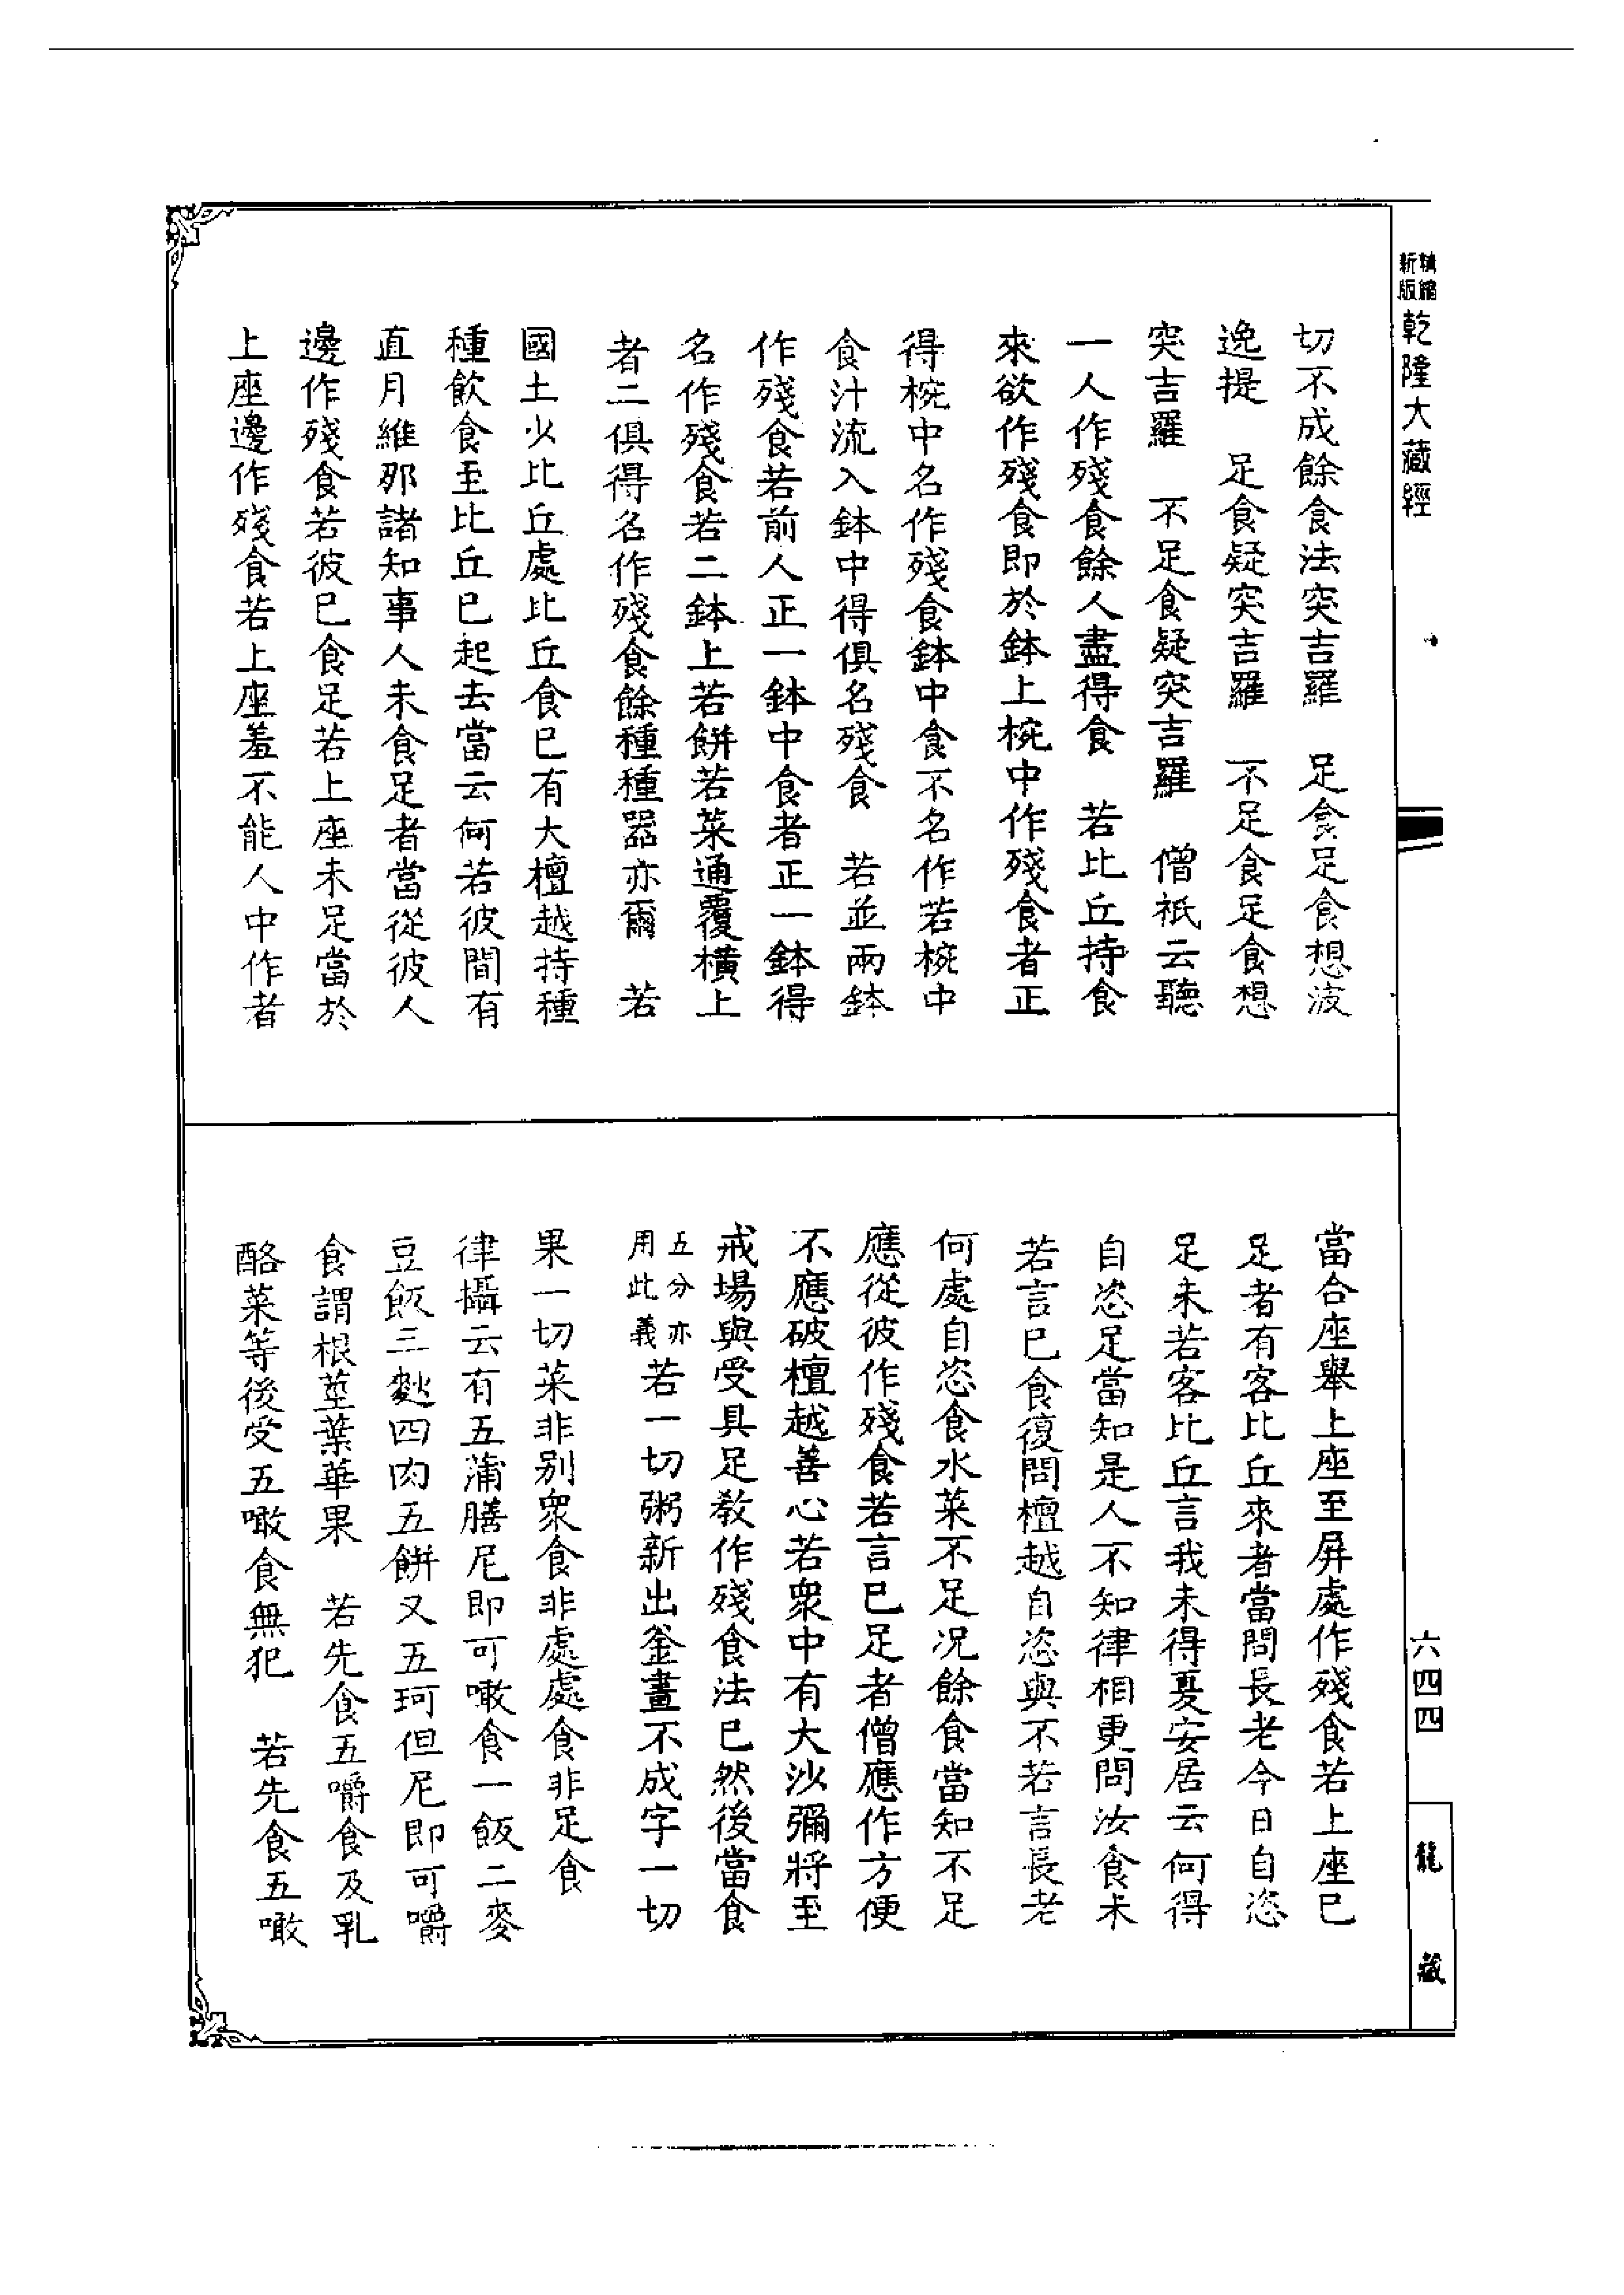 精縮新版乾隆大藏經
切不成餘食法突吉羅　足食足食想波
逸提　足食疑突吉羅　不足食足食想
突吉羅　不足食疑突吉羅　僧祇云聽
一人作殘食餘人盡得食　若比丘持食
來欲作殘食即於鉢上椀中作殘食者正
得椀中名作殘食鉢中食不名作若椀中
食汁流入鉢中得俱名殘食　若並兩鉢
作殘食若前人正一鉢中食者正一鉢得
名作殘食若二鉢上若餅若菜通覆橫上
者二俱得名作殘食餘種種器亦爾　若
國土少比丘處比丘食已有大檀越持種
種飲食至比丘已起去當云何若彼間有
直月維那諸知事人未食足者當從彼人
邊作殘食若彼已食足若上座未足當於
上座邊作殘食若上座羞不能人中作者
當合座舉上座至屏處作殘食若上座已
足者有客比丘來者當問長老今日自恣
足未若客比丘言我未得夏安居云何得
自恣足當知是人不知律相更問汝食未
若言已食復問檀越自恣與不若言長老
何處自恣食水菜不足況餘食當知不足
應從彼作殘食若言已足者僧應作方便
不應破檀越善心若衆中有大沙彌將至
戒場與受具足敎作殘食法已然後當食
五分亦用此義若一切粥新出釜畫不成字一切
果一切菜非別衆食非處處食非足食
律攝云有五蒲膳尼即可噉食一飯二麥
豆飯三麨四肉五餅又五珂但尼即可嚼
食謂根莖葉華果　若先食五嚼食及乳
酪菜等後受五噉食無犯　若先食五噉
六四四
龍藏